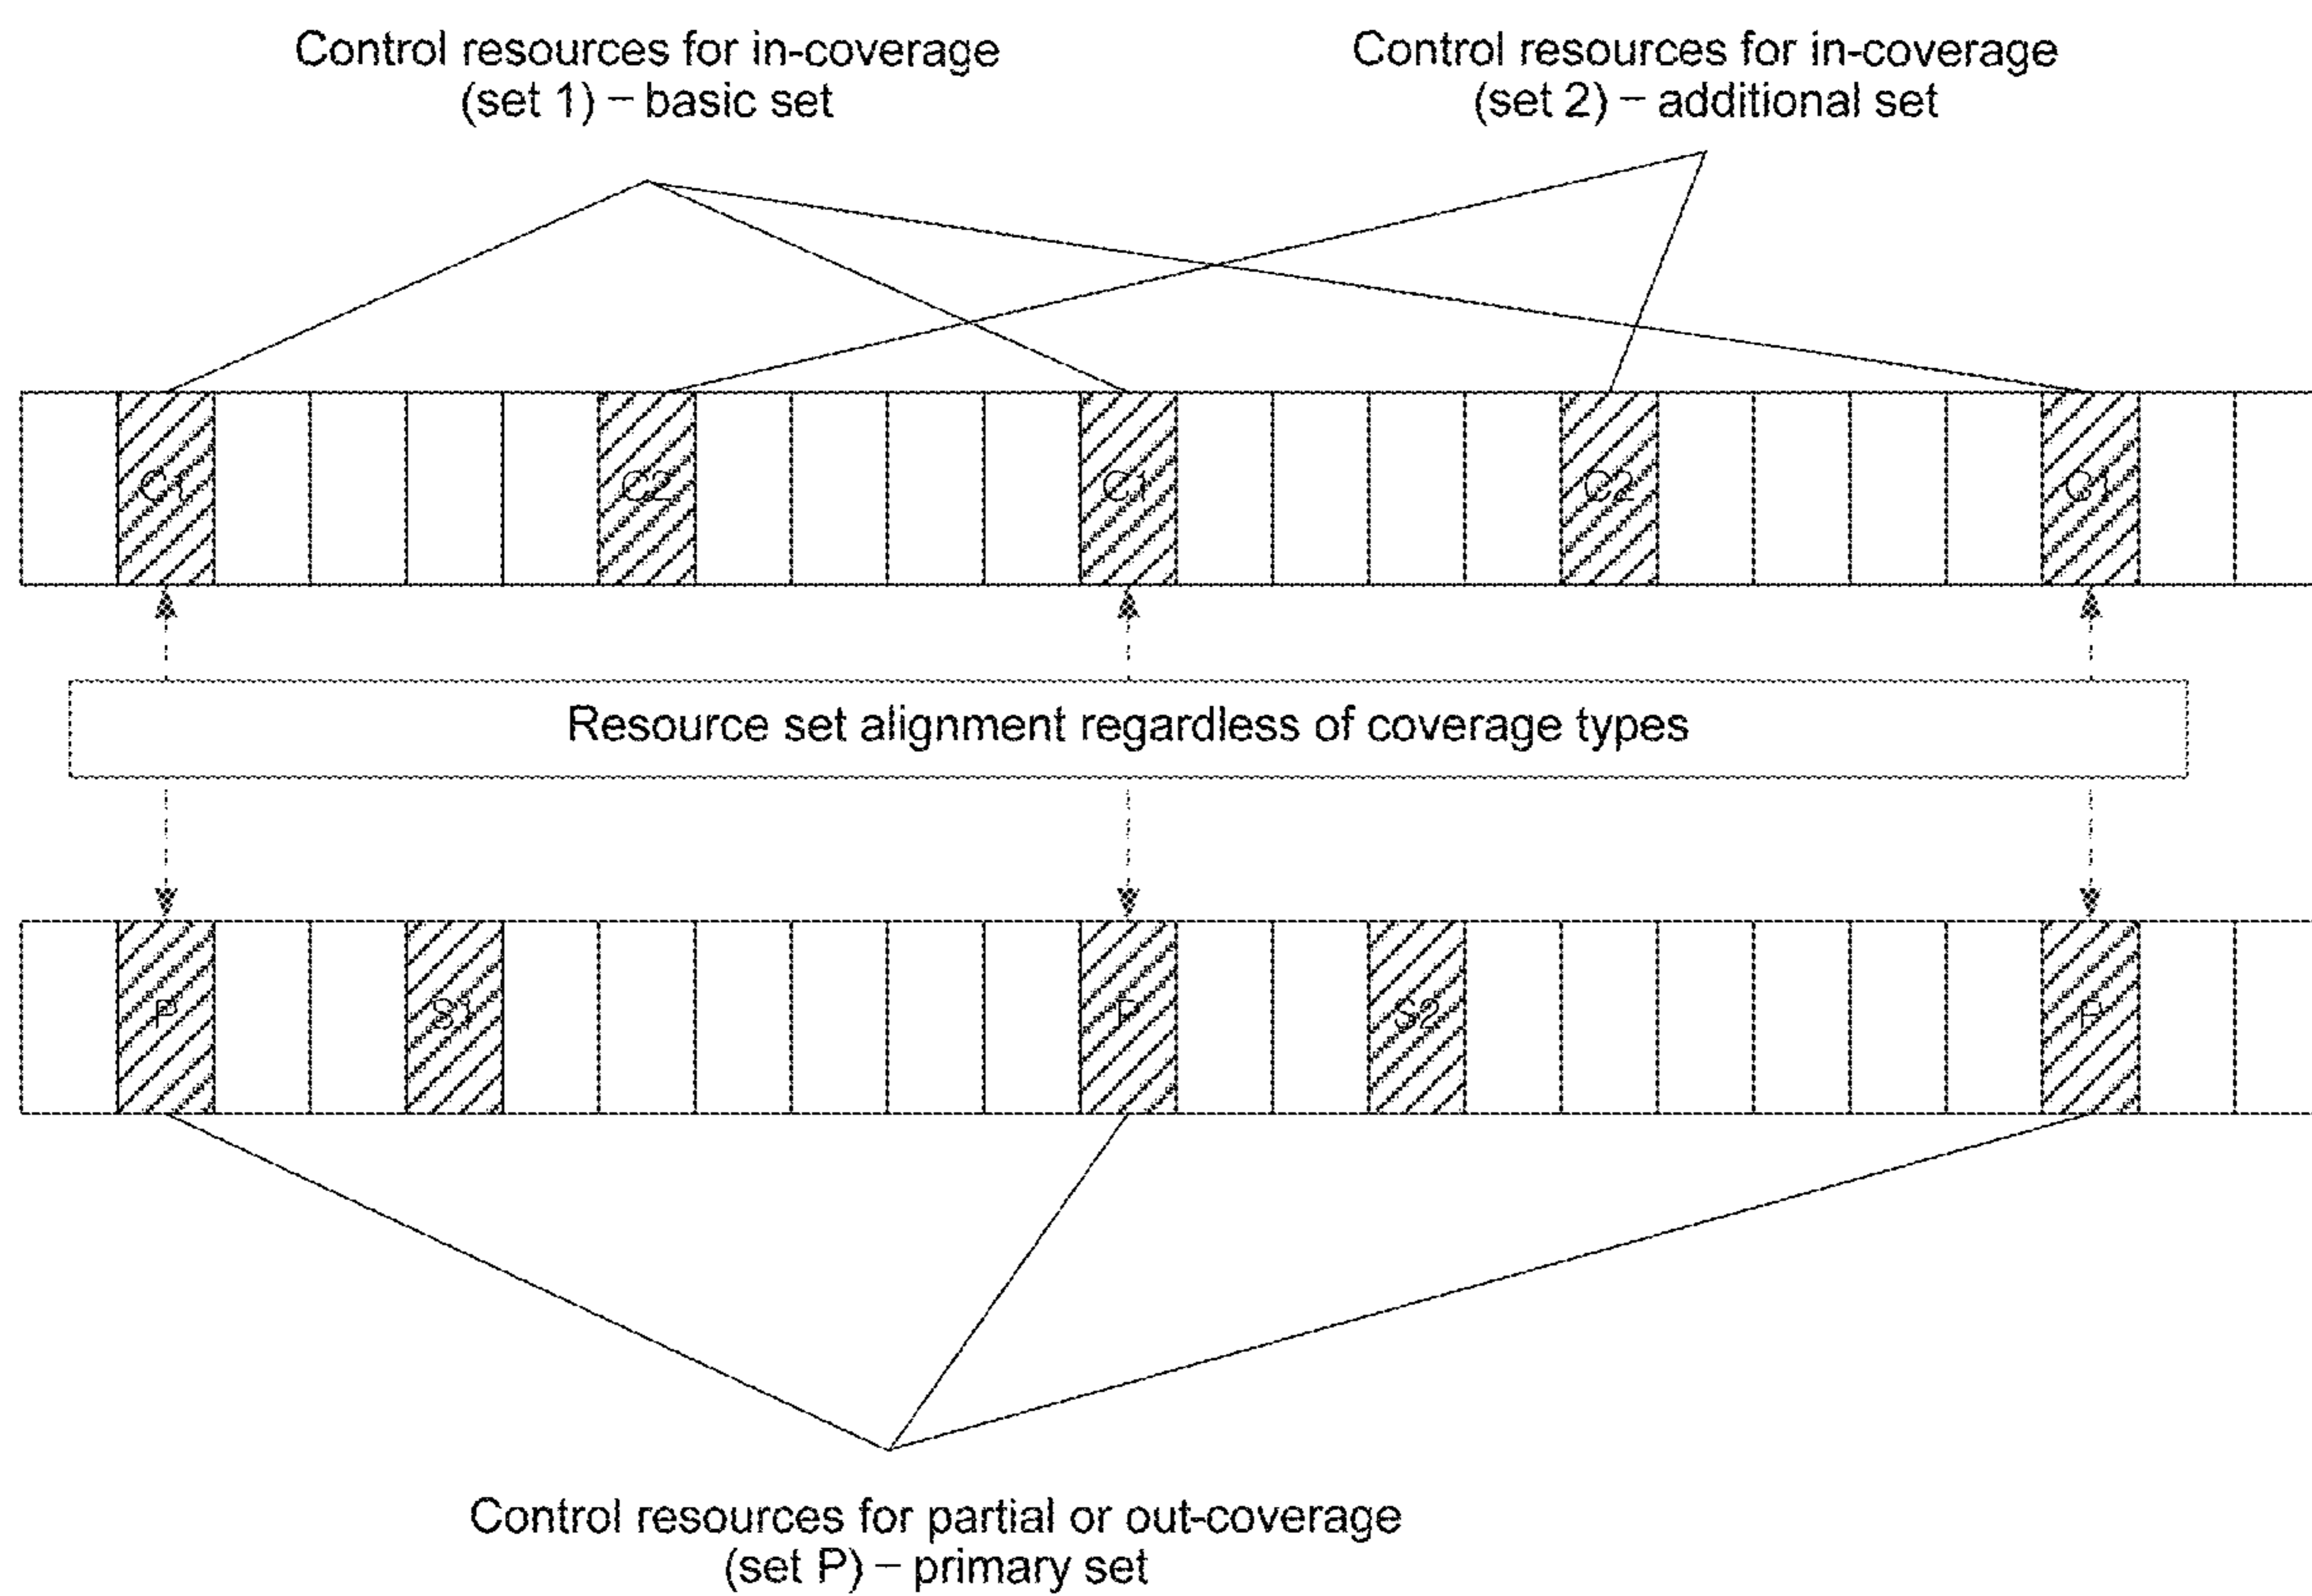 Control resources for in-coverage
(set 1) – basic set
Control resources for in-coverage
(set 2) – additional set
C1
C2
C1
C2
C1
Resource set alignment regardless of coverage types
P
S1
P
S2
P
Control resources for partial or out-coverage
(set P) – primary set